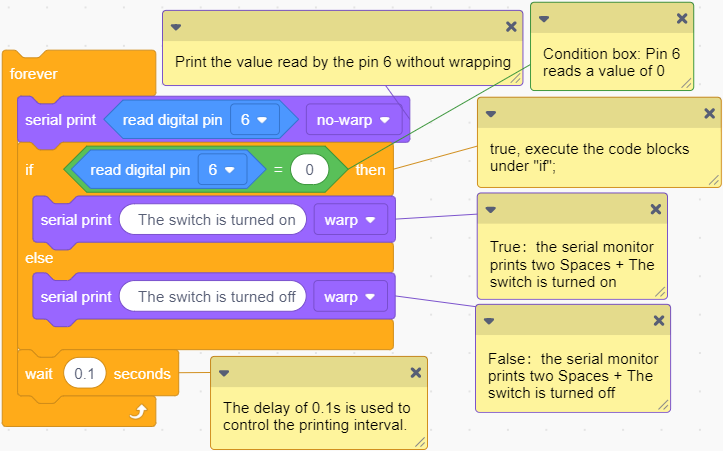 Print the value read by the pin 6 without wrapping
Condition box: Pin 6
reads a value of 0
forever
serial print read digital pin 6 no-warp
true, execute the code blocks
under "if";
if read digital pin 6 = 0 then
serial print The switch is turned on warp
True：the serial monitor
prints two Spaces + The
switch is turned on
else
serial print The switch is turned off warp
False：the serial monitor
prints two Spaces + The
switch is turned off
wait 0.1 seconds
The delay of 0.1s is used to
control the printing interval.